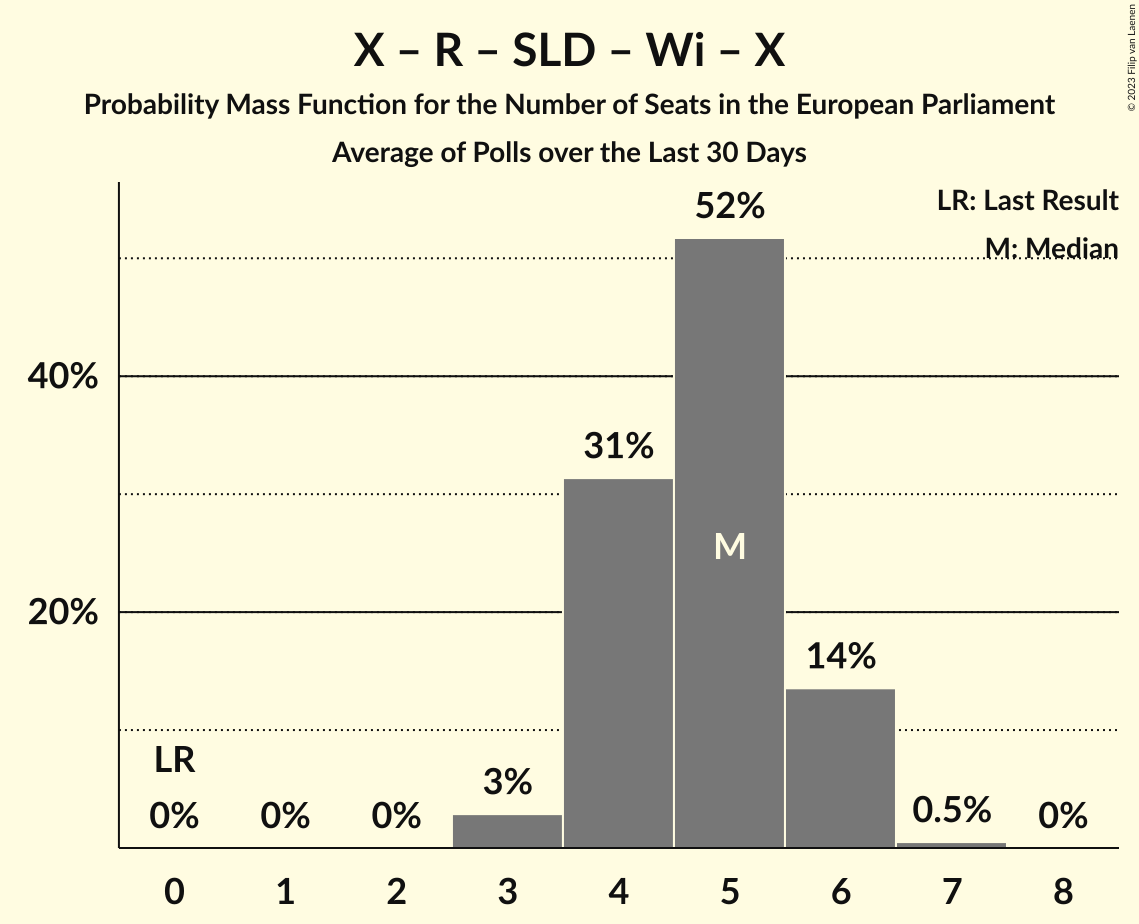 X – R – SLD – Wi – X
Probability Mass Function for the Number of Seats in the European Parliament
Average of Polls over the Last 30 Days
© 2023 Filip van Laenen
LR: Last Result
M: Median
52%
40%
31%
M
20%
14%
LR
3%
0% 0% 0% 0.5% 0%
0 1 2 3 4 5 6 7 8